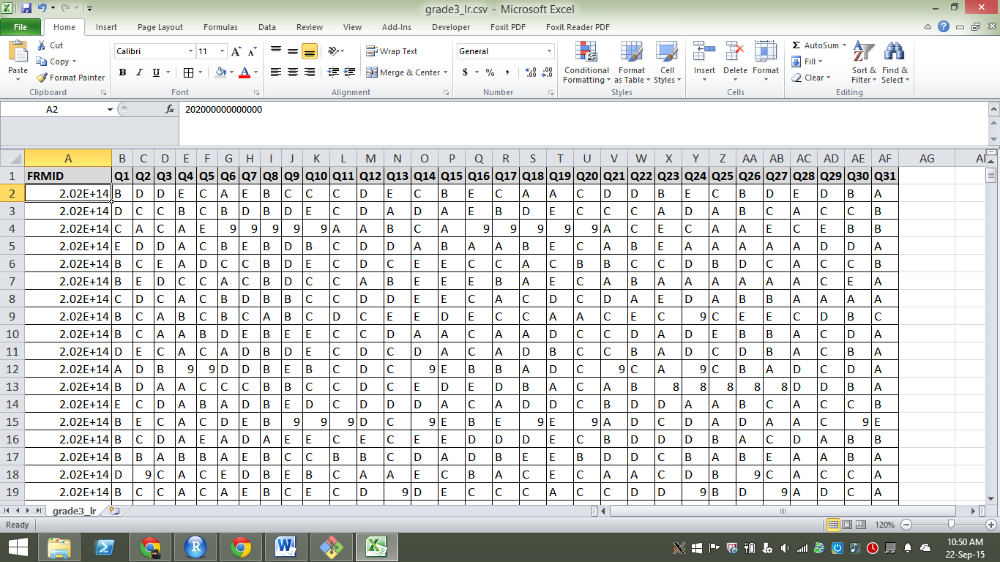 grade3_lr.csv - Microsoft Excel
File Home Insert Page Layout Formulas Data Review View Add-Ins Developer Foxit PDF Foxit Reader PDF
Paste Cut Copy Format Painter Clipboard
Calibri 11 B I U Font
Wrap Text Merge & Center Alignment
General $ % , Number
Conditional Formatting Format as Table Cell Styles Styles
Insert Delete Format Cells
Σ AutoSum Fill Clear Sort & Filter Find & Select Editing
A2 fx 202000000000000
A B C D E F G H I J K L M N O P Q R S T U V W X Y Z AA AB AC AD AE AF AG
1 FRMID Q1 Q2 Q3 Q4 Q5 Q6 Q7 Q8 Q9 Q10 Q11 Q12 Q13 Q14 Q15 Q16 Q17 Q18 Q19 Q20 Q21 Q22 Q23 Q24 Q25 Q26 Q27 Q28 Q29 Q30 Q31
2 2.02E+14 B D D E C A E B C C C D E C B E C A A C D D B E C B D E D B A
3 2.02E+14 D C C B C B D B D E C D A D A E B D E C C C A D A B C A C C B
4 2.02E+14 C A C A E 9 9 9 9 9 A A B C A 9 9 9 9 9 A C E C A A E C E B B
5 2.02E+14 E D D A C B E B D B C D D A B A A B E C A B E A A A A A D D A
6 2.02E+14 B C E A D C C B D E C D C E E C C A C B B C C D B D C A C C B
7 2.02E+14 B E D C C A C B D C C A B E E E B A E C A B A A A A A A C E A
8 2.02E+14 C D C A C B D B B C C D D E E C A C D C D A E D A B B A A A A
9 2.02E+14 B C A B C B C A B C D C E E D E C C A A C E C 9 C E E C D B C
10 2.02E+14 B C A A B D E B E E C C D A A C A A D C C D A D E B B A C D A
11 2.02E+14 D E C A C A D B D E C D C D A C A D B C C B A D C D B A C B A
12 2.02E+14 A D B 9 9 D D B E B C D C 9 E B B A D C 9 C A 9 C B A D C D A
13 2.02E+14 B D A A C C C B B C C D C E D E D B A C A B 8 8 8 8 8 D D B A
14 2.02E+14 E C D A B A D B E D C D D D A C A D D C B D D A A B C A C C B
15 2.02E+14 B E C A C D E B 9 9 9 D C 9 E B E 9 E 9 A D C D A D A A C 9 E
16 2.02E+14 B C D A E A D A E E C E C E E D D D E C B D D D B A C D A B B
17 2.02E+14 B B A B B A E B C C B B C D A D B E E B D D C B A B E A A B A
18 2.02E+14 D 9 C A C E D B E B C A A E C B A C E C A A C D B 9 C A C C A
19 2.02E+14 B C C A C A E B C E C D 9 D E C C C A C C D D 9 B D 9 A D C A
grade3_lr
Ready 120%
10:50 AM
22-Sep-15